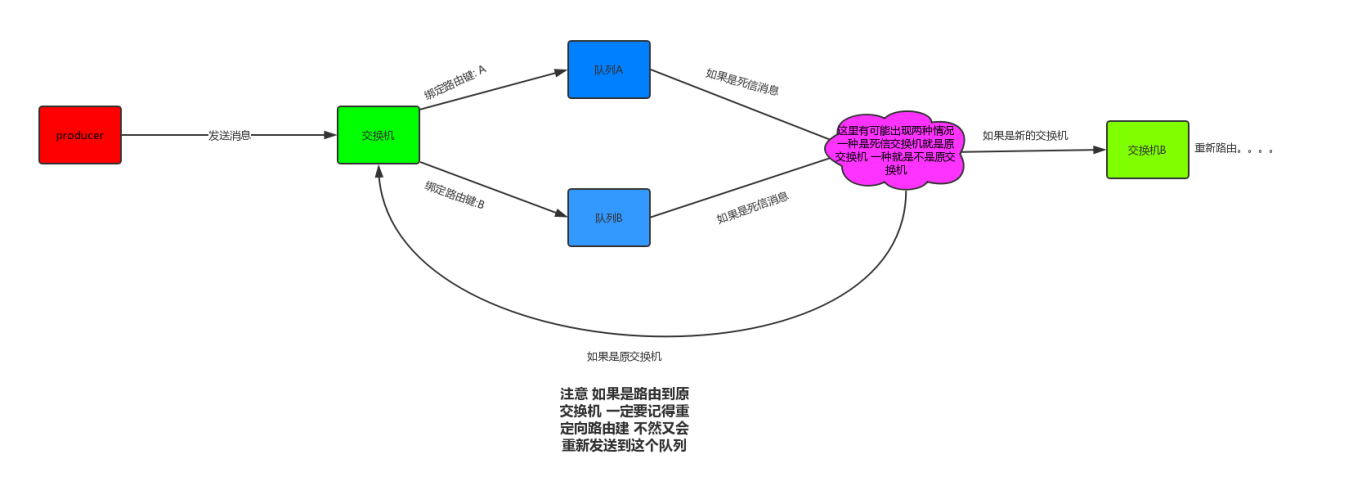 producer
发送消息
交换机
绑定路由键: A
绑定路由键:B
队列A
队列B
如果是死信消息
如果是死信消息
这里有可能出现两种情况
一种是死信交换机就是原
交换机 一种就是不是原交
换机
如果是新的交换机
交换机B
重新路由。。。。
如果是原交换机
注意 如果是路由到原
交换机 一定要记得重
定向路由建 不然又会
重新发送到这个队列